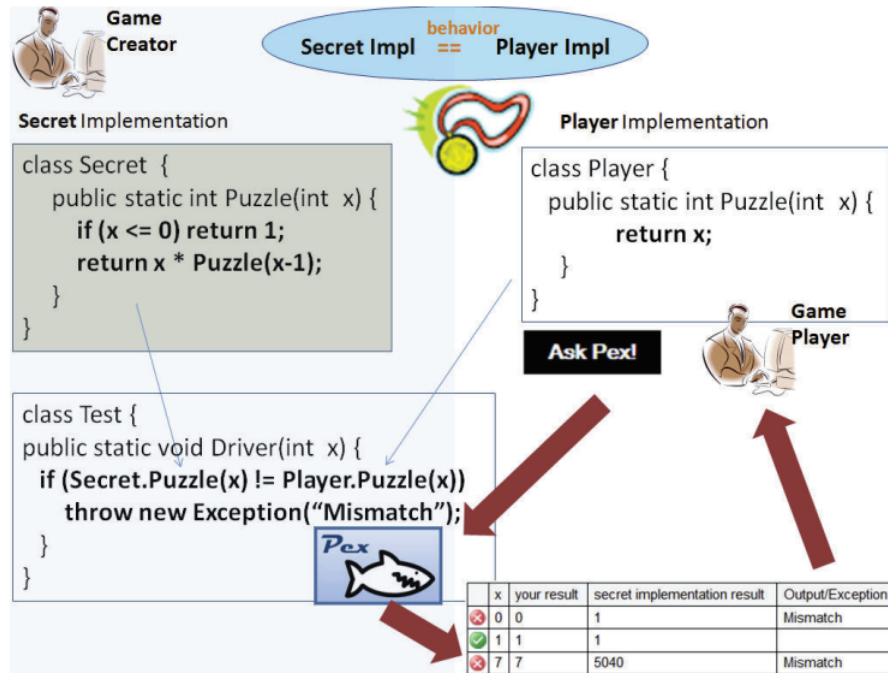 Game
Creator
behavior
Secret Impl == Player Impl
Secret Implementation
Player Implementation
class Secret {
public static int Puzzle(int x) {
if (x <= 0) return 1;
return x * Puzzle(x-1);
}
}
class Player {
public static int Puzzle(int x) {
return x;
}
}
Ask Pex!
Game
Player
class Test {
public static void Driver(int x) {
if (Secret.Puzzle(x) != Player.Puzzle(x))
throw new Exception(“Mismatch”);
}
}
Pex
x your result secret implementation result Output/Exception
0 0 1 Mismatch
1 1 1
7 7 5040 Mismatch